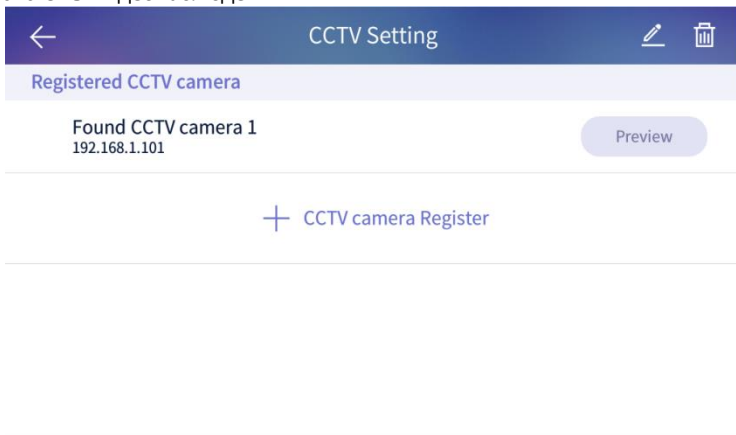 CCTV Setting
Registered CCTV camera
Found CCTV camera 1
192.168.1.101
Preview
CCTV camera Register